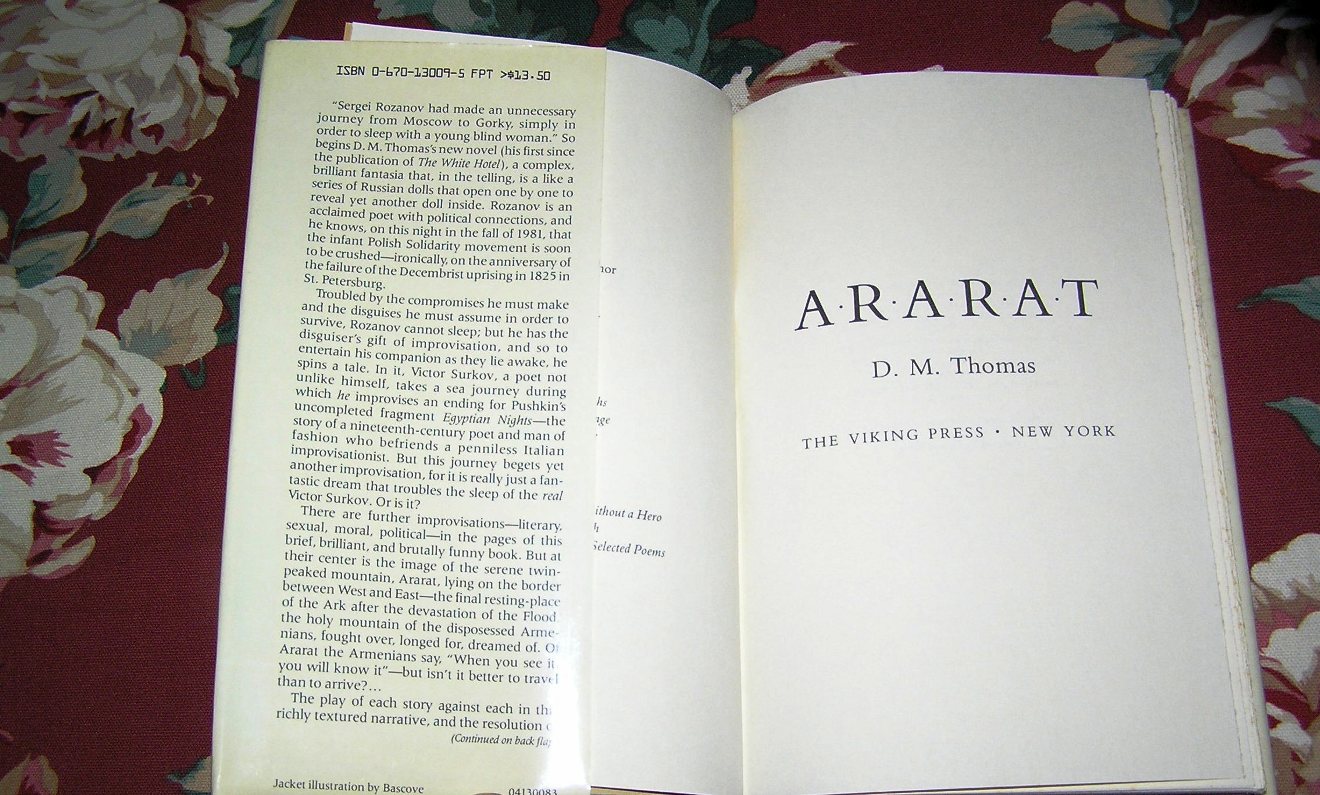 ISBN 0-670-13009-5 FPT >$13.50
"Sergei Rozanov had made an unnecessary
journey from Moscow to Gorky, simply in
order to sleep with a young blind woman." So
begins D. M. Thomas's new novel (his first since
the publication of The White Hotel), a complex,
brilliant fantasia that, in the telling, is a like a
series of Russian dolls that open one by one to
reveal yet another doll inside. Rozanov is an
acclaimed poet with political connections, and
he knows, on this night in the fall of 1981, that
the infant Polish Solidarity movement is soon
to be crushed—ironically, on the anniversary of
the failure of the Decembrist uprising in 1825 in
St. Petersburg.
Troubled by the compromises he must make
and the disguises he must assume in order to
survive, Rozanov cannot sleep; but he has the
disguiser's gift of improvisation, and so to
entertain his companion as they lie awake, he
spins a tale. In it, Victor Surkov, a poet not
unlike himself, takes a sea journey during
which he improvises an ending for Pushkin's
uncompleted fragment Egyptian Nights—the
story of a nineteenth-century poet and man of
fashion who befriends a penniless Italian
improvisationist. But this journey begets yet
another improvisation, for it is really just a fan-
tastic dream that troubles the sleep of the real
Victor Surkov. Or is it?
There are further improvisations—literary,
sexual, moral, political—in the pages of this
brief, brilliant, and brutally funny book. But at
their center is the image of the serene twin-
peaked mountain, Ararat, lying on the border
between West and East—the final resting-place
of the Ark after the devastation of the Flood
the holy mountain of the disposessed Arme-
nians, fought over, longed for, dreamed of. Of
Ararat the Armenians say, "When you see it
you will know it"—but isn't it better to travel
than to arrive?...
The play of each story against each in th
richly textured narrative, and the resolution
(Continued on back flap
Jacket illustration by Bascove
04130083
hor
hs
age
ithout a Hero
h
Selected Poems
A·R·A·R·A·T
D. M. Thomas
THE VIKING PRESS · NEW YORK